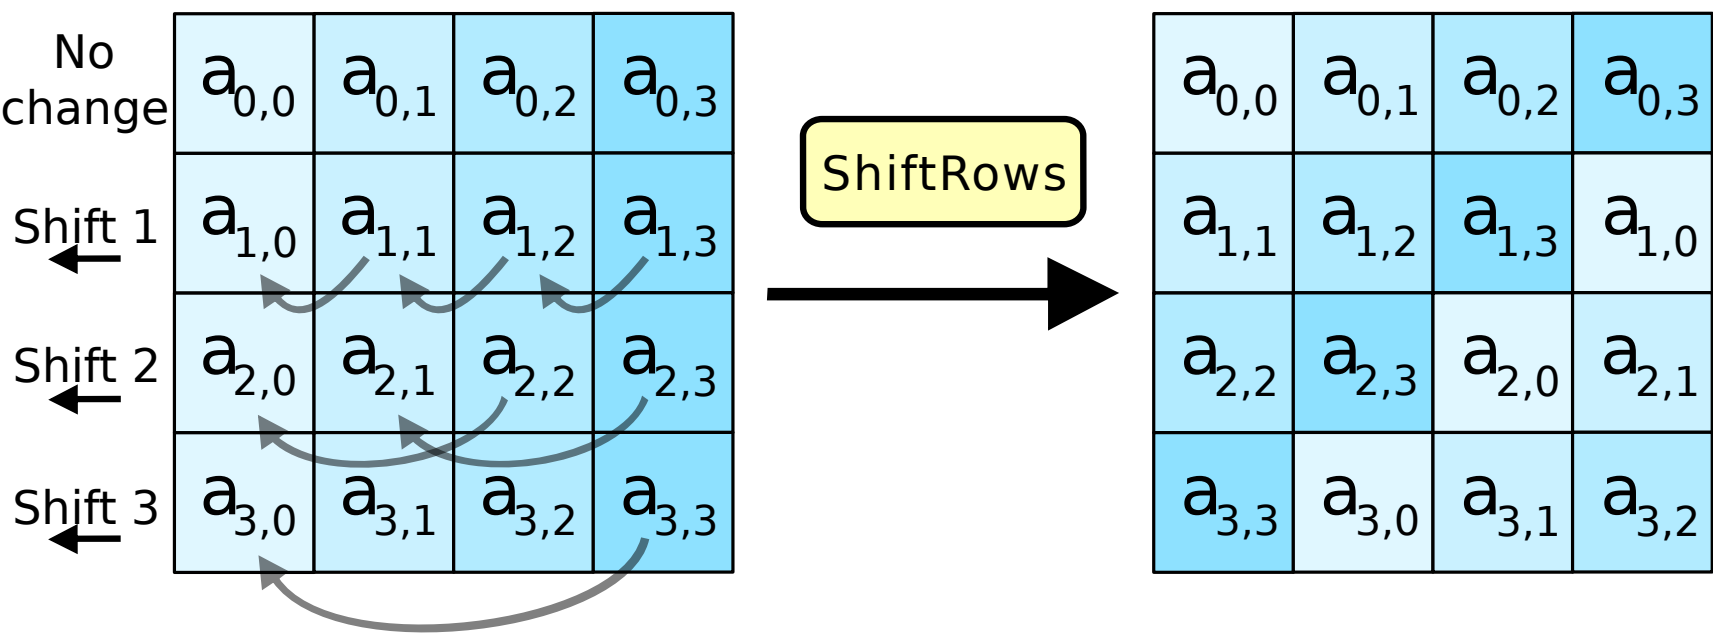 No
change
a0,0 a0,1 a0,2 a0,3
Shift 1
a1,0 a1,1 a1,2 a1,3
Shift 2
a2,0 a2,1 a2,2 a2,3
Shift 3
a3,0 a3,1 a3,2 a3,3
ShiftRows
a0,0 a0,1 a0,2 a0,3
a1,1 a1,2 a1,3 a1,0
a2,2 a2,3 a2,0 a2,1
a3,3 a3,0 a3,1 a3,2